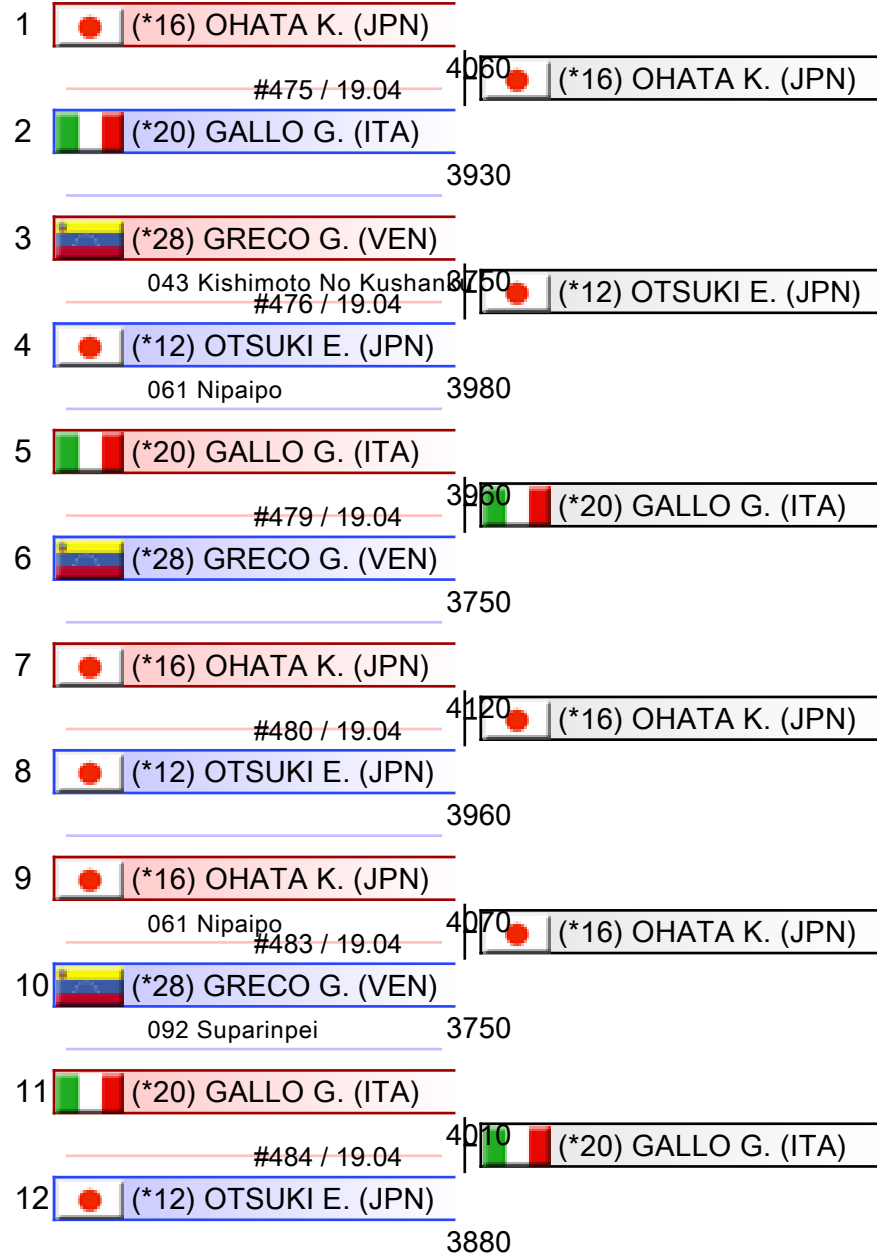 1 (*16) OHATA K. (JPN)
4060 (*16) OHATA K. (JPN)
#475 / 19.04
2 (*20) GALLO G. (ITA)
3930
3 (*28) GRECO G. (VEN)
043 Kishimoto No Kushanku 3750 (*12) OTSUKI E. (JPN)
#476 / 19.04
4 (*12) OTSUKI E. (JPN)
061 Nipaipo 3980
5 (*20) GALLO G. (ITA)
3960 (*20) GALLO G. (ITA)
#479 / 19.04
6 (*28) GRECO G. (VEN)
3750
7 (*16) OHATA K. (JPN)
4120 (*16) OHATA K. (JPN)
#480 / 19.04
8 (*12) OTSUKI E. (JPN)
3960
9 (*16) OHATA K. (JPN)
061 Nipaipo 4070 (*16) OHATA K. (JPN)
#483 / 19.04
10 (*28) GRECO G. (VEN)
092 Suparinpei 3750
11 (*20) GALLO G. (ITA)
4010 (*20) GALLO G. (ITA)
#484 / 19.04
12 (*12) OTSUKI E. (JPN)
3880